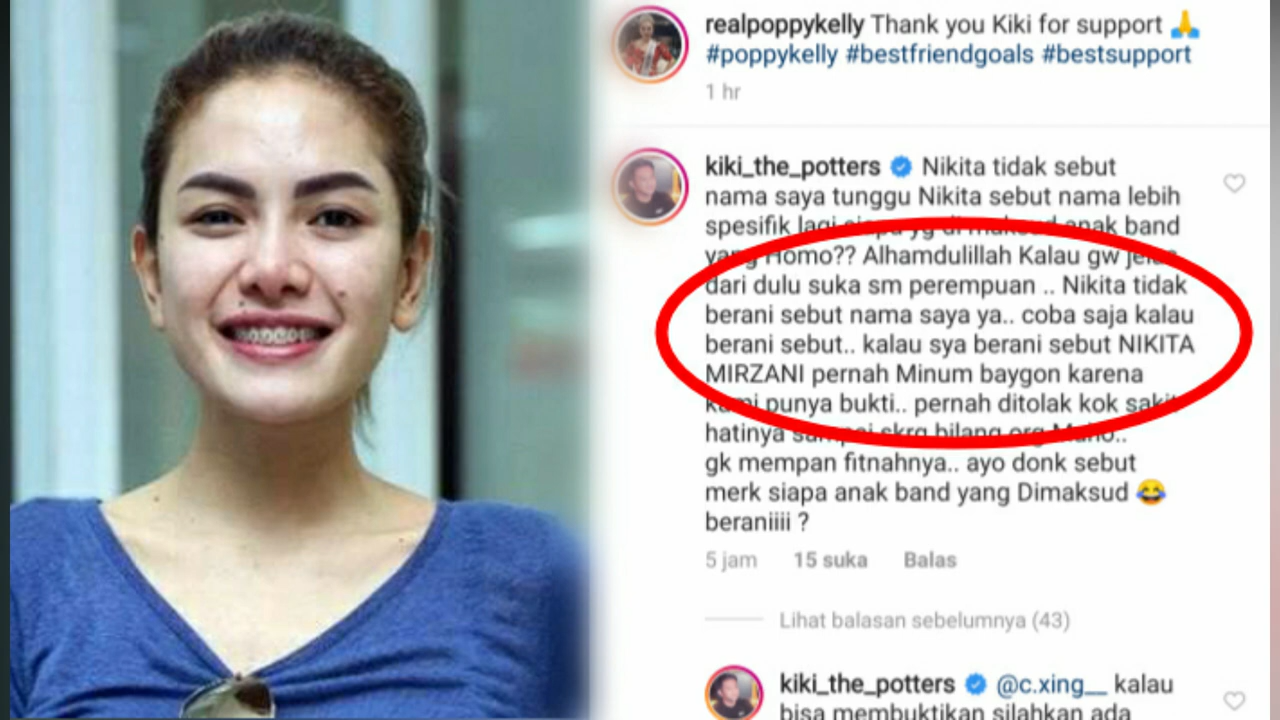 realpoppykelly Thank you Kiki for support 🙏
#poppykelly #bestfriendgoals #bestsupport
1 hr
kiki_the_potters Nikita tidak sebut
nama saya tunggu Nikita sebut nama lebih
spesifik lagi siapa yg di maksud anak band
yang Homo?? Alhamdulillah Kalau gw jelas
dari dulu suka sm perempuan .. Nikita tidak
berani sebut nama saya ya.. coba saja kalau
berani sebut.. kalau sya berani sebut NIKITA
MIRZANI pernah Minum baygon karena
kami punya bukti.. pernah ditolak kok sakit
hatinya sampai skrg bilang org Maho..
gk mempan fitnahnya.. ayo donk sebut
merk siapa anak band yang Dimaksud 😂
beraniiii ?
5 jam 15 suka Balas
Lihat balasan sebelumnya (43)
kiki_the_potters @c.xing__ kalau
bisa membuktikan silahkan ada